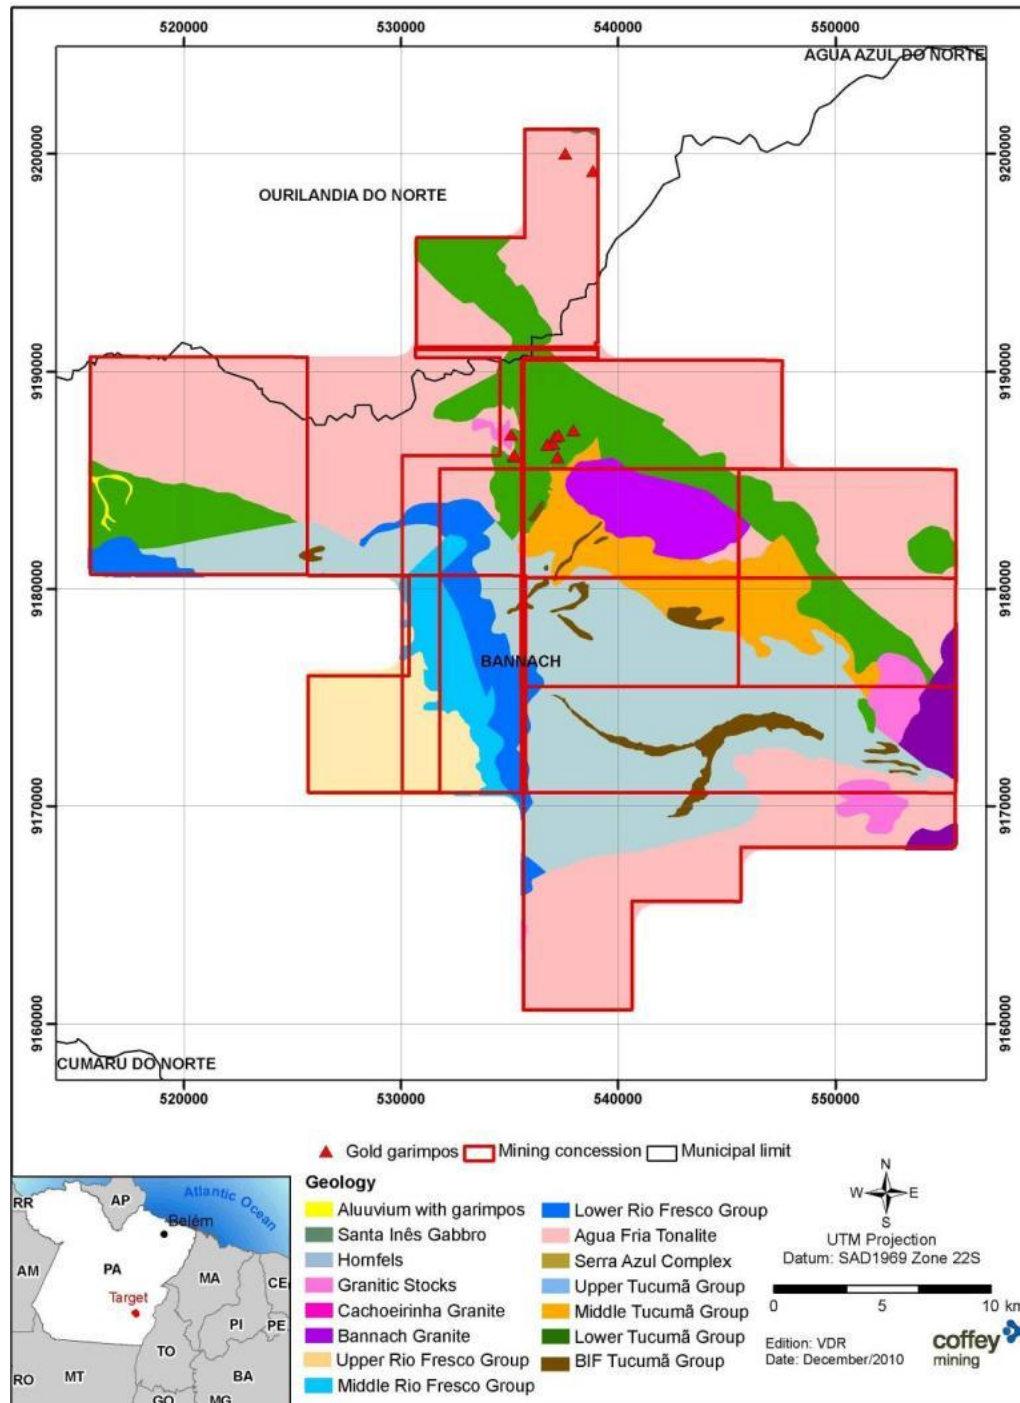 520000 530000 540000 550000
AGUA AZUL DO NORTE
9200000 9200000
OURILANDIA DO NORTE
9190000 9190000
9180000 9180000
BANNACH
9170000 9170000
9160000 9160000
CUMARU DO NORTE
520000 530000 540000 550000
Gold garimpos Mining concession Municipal limit
Geology
Aluuvium with garimpos
Santa Inês Gabbro
Hornfels
Granitic Stocks
Cachoeirinha Granite
Bannach Granite
Upper Rio Fresco Group
Middle Rio Fresco Group
Lower Rio Fresco Group
Agua Fria Tonalite
Serra Azul Complex
Upper Tucumã Group
Middle Tucumã Group
Lower Tucumã Group
BIF Tucumã Group
N
W E
S
UTM Projection
Datum: SAD1969 Zone 22S
0 5 10 km
Edition: VDR
Date: December/2010
coffey
mining
Atlantic Ocean
RR AP
Belém
AM PA MA CE
Target
PI PE
TO
RO MT BA
GO MG